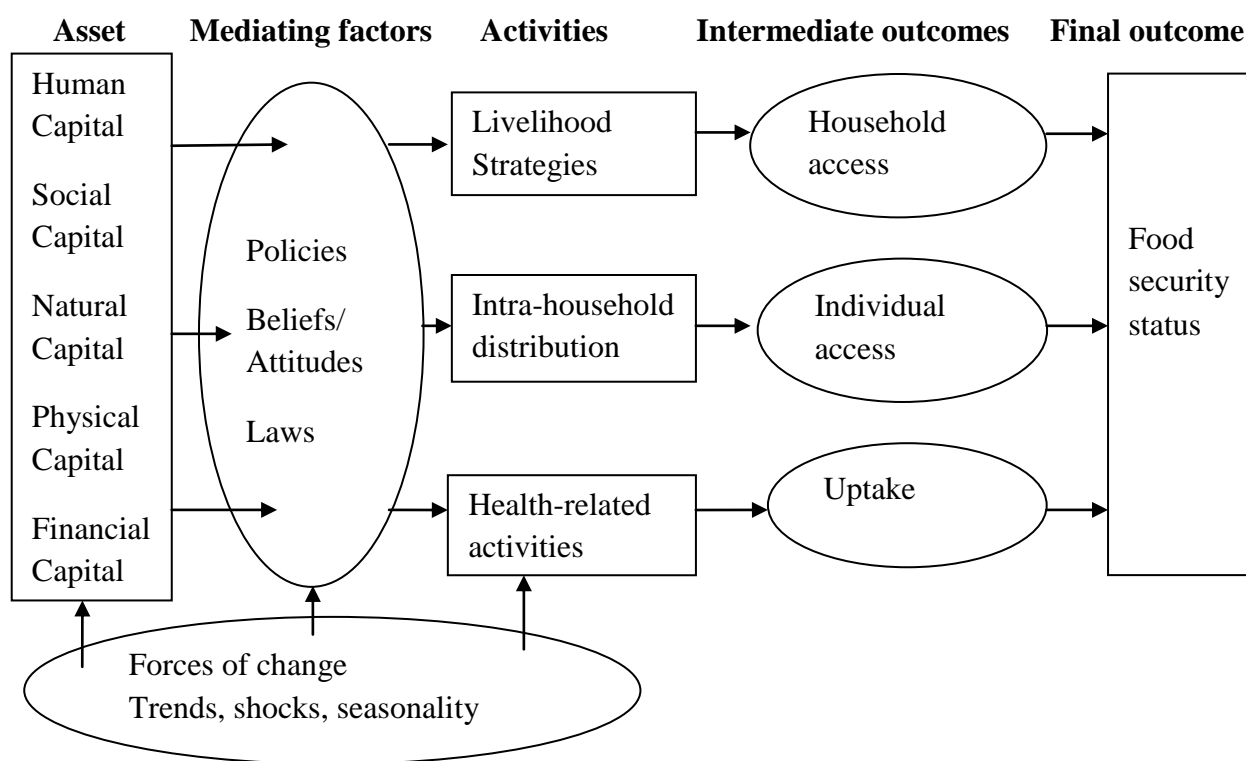 Asset Mediating factors Activities Intermediate outcomes Final outcome
Human
Capital
Social
Capital
Natural
Capital
Physical
Capital
Financial
Capital
Policies
Beliefs/
Attitudes
Laws
Livelihood
Strategies
Intra-household
distribution
Health-related
activities
Household
access
Individual
access
Uptake
Food
security
status
Forces of change
Trends, shocks, seasonality